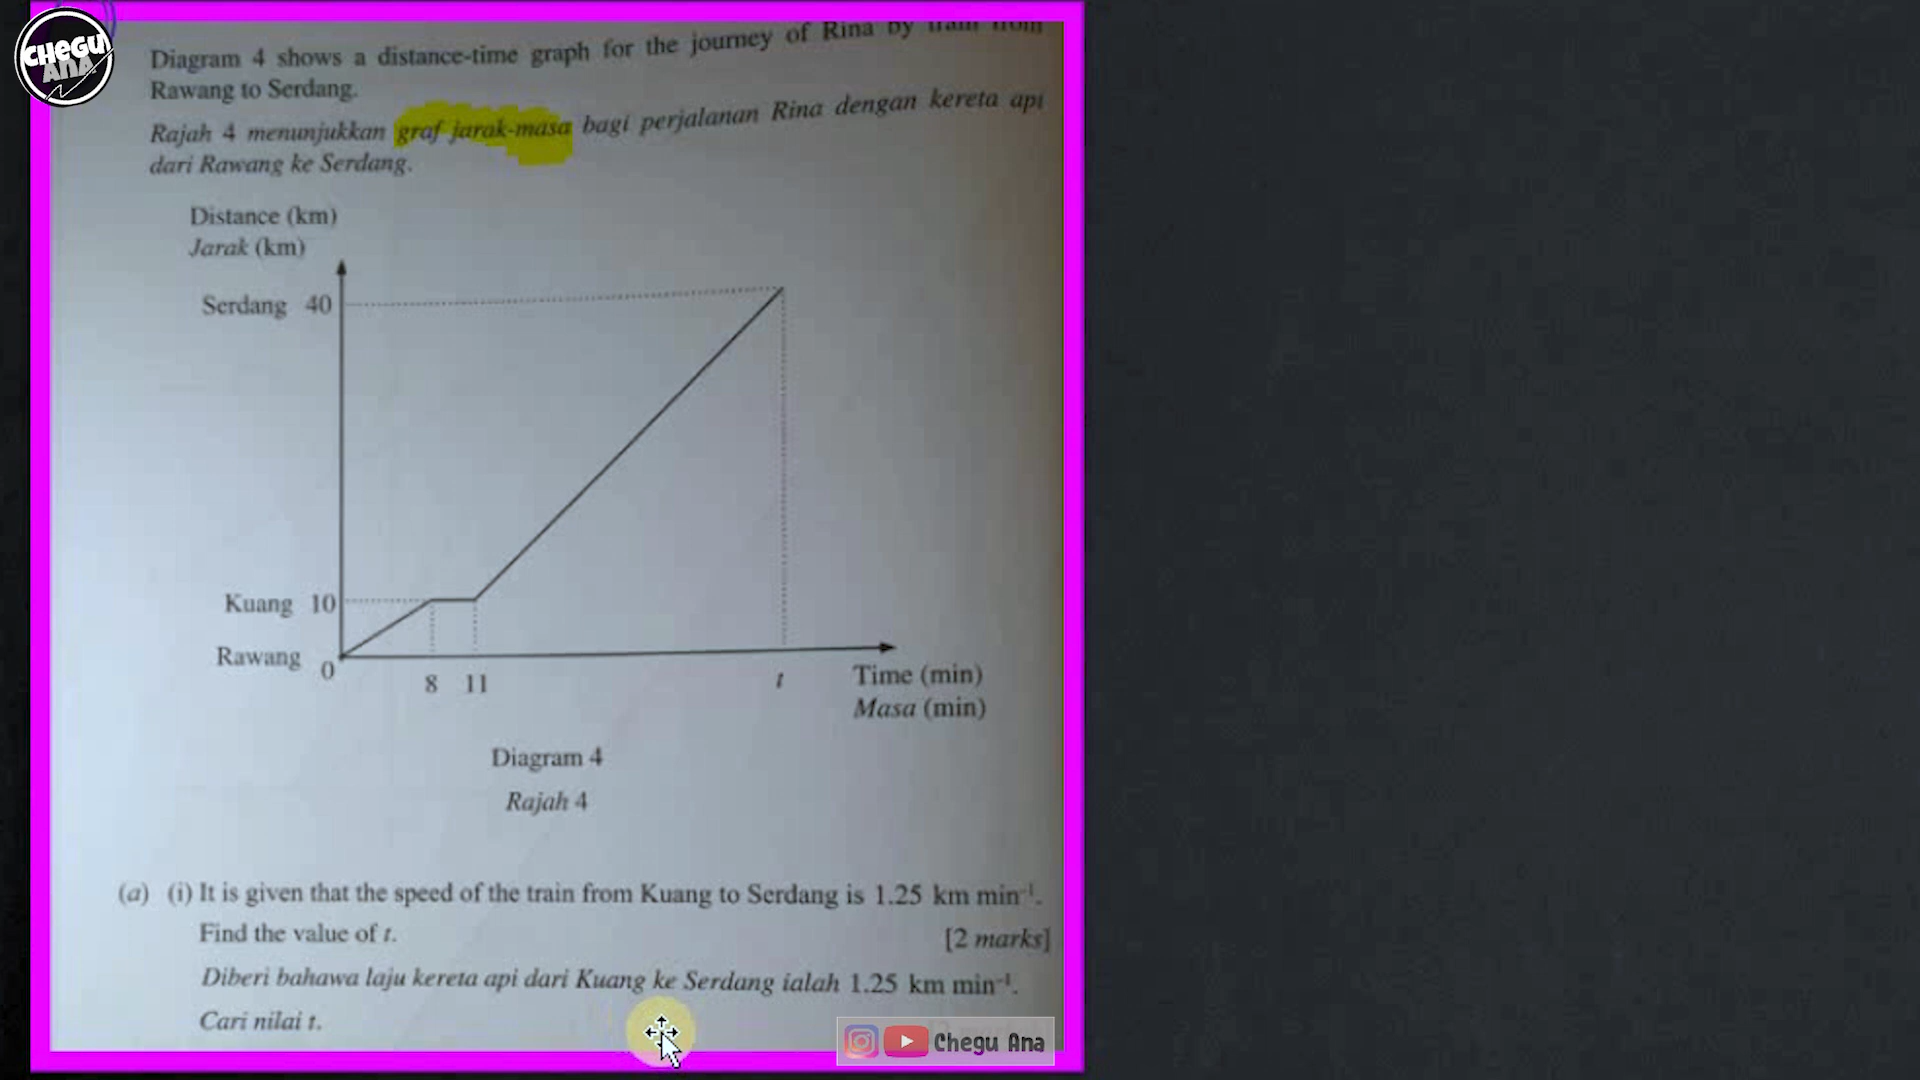 CHEGU
ANA
Diagram 4 shows a distance-time graph for the journey of Rina by train from
Rawang to Serdang.
Rajah 4 menunjukkan graf jarak-masa bagi perjalanan Rina dengan kereta api
dari Rawang ke Serdang.
Distance (km)
Jarak (km)
Serdang 40
Kuang 10
Rawang 0
8 11 t
Time (min)
Masa (min)
Diagram 4
Rajah 4
(a) (i) It is given that the speed of the train from Kuang to Serdang is 1.25 km min⁻¹.
Find the value of t.
[2 marks]
Diberi bahawa laju kereta api dari Kuang ke Serdang ialah 1.25 km min⁻¹.
Cari nilai t.
Chegu Ana